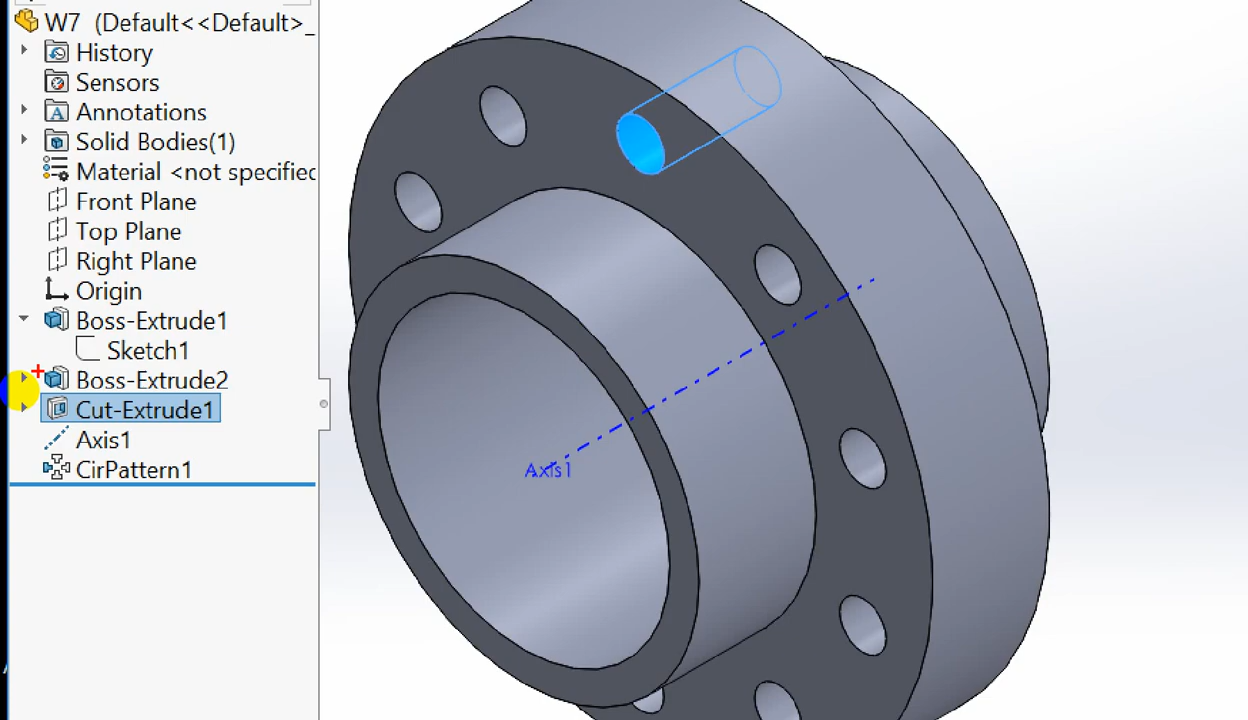 W7 (Default<<Default>_
History
Sensors
Annotations
Solid Bodies(1)
Material <not specified
Front Plane
Top Plane
Right Plane
Origin
Boss-Extrude1
Sketch1
Boss-Extrude2
Cut-Extrude1
Axis1
CirPattern1
Axis1